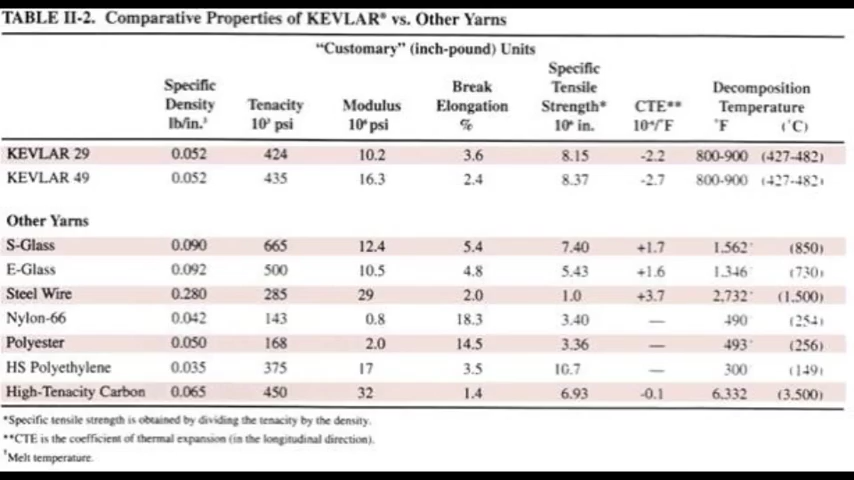 TABLE II-2. Comparative Properties of KEVLAR® vs. Other Yarns
"Customary" (inch-pound) Units
Specific Density lb/in.³ Tenacity 10³ psi Modulus 10⁶ psi Break Elongation % Specific Tensile Strength* 10⁶ in. CTE** 10⁻⁶/°F Decomposition Temperature °F (°C)
KEVLAR 29 0.052 424 10.2 3.6 8.15 -2.2 800-900 (427-482)
KEVLAR 49 0.052 435 16.3 2.4 8.37 -2.7 800-900 (427-482)
Other Yarns
S-Glass 0.090 665 12.4 5.4 7.40 +1.7 1,562† (850)
E-Glass 0.092 500 10.5 4.8 5.43 +1.6 1,346† (730)
Steel Wire 0.280 285 29 2.0 1.0 +3.7 2,732† (1,500)
Nylon-66 0.042 143 0.8 18.3 3.40 — 490† (254)
Polyester 0.050 168 2.0 14.5 3.36 — 493† (256)
HS Polyethylene 0.035 375 17 3.5 10.7 — 300† (149)
High-Tenacity Carbon 0.065 450 32 1.4 6.93 -0.1 6,332 (3,500)
*Specific tensile strength is obtained by dividing the tenacity by the density.
**CTE is the coefficient of thermal expansion (in the longitudinal direction).
†Melt temperature.